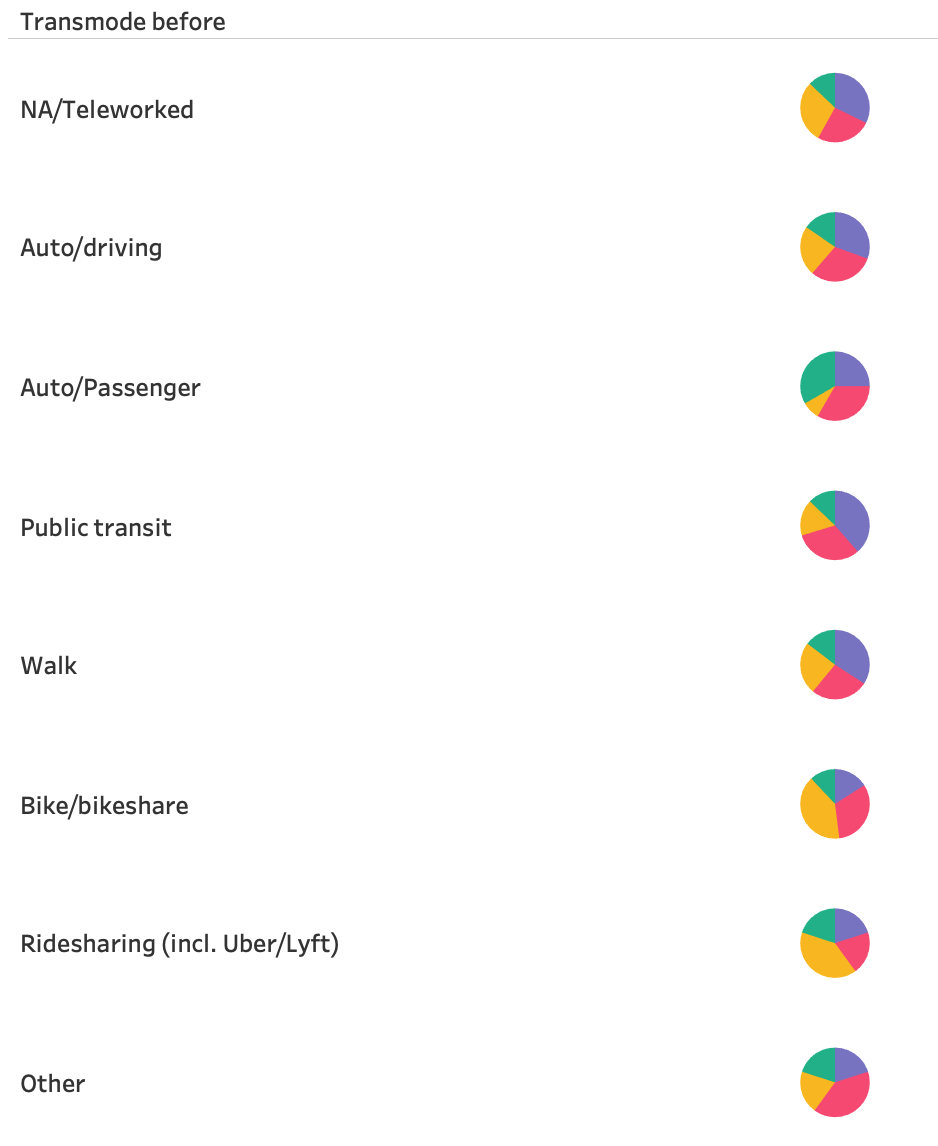 Transmode before
NA/Teleworked
Auto/driving
Auto/Passenger
Public transit
Walk
Bike/bikeshare
Ridesharing (incl. Uber/Lyft)
Other